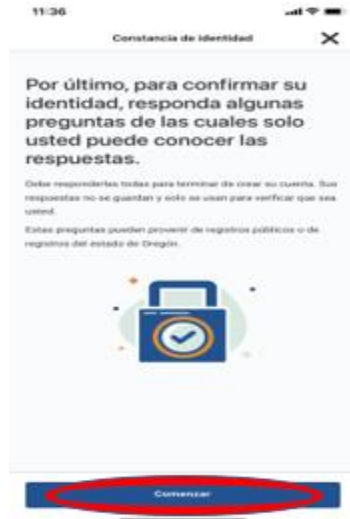 11:36
Constancia de identidad
Por último, para confirmar su
identidad, responda algunas
preguntas de las cuales solo
usted puede conocer las
respuestas.
Debe responderlas todas para terminar de crear su cuenta. Sus
respuestas no se guardan y solo se usan para verificar que sea
usted.
Estas preguntas pueden provenir de registros públicos o de
registros del estado de Oregón.
Comenzar